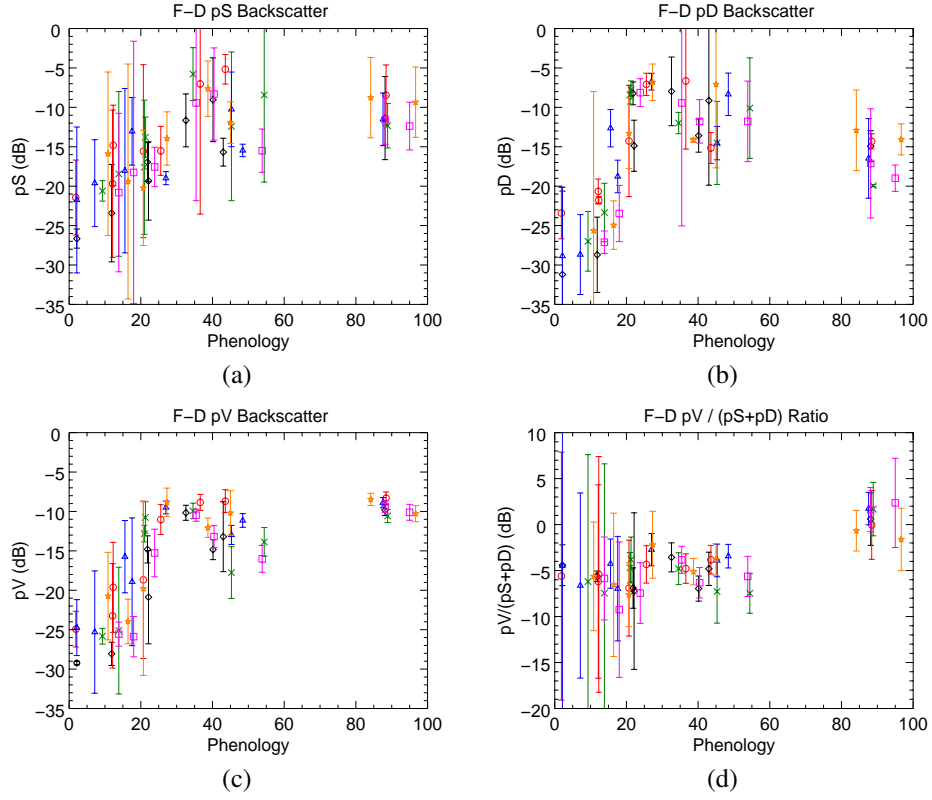 F−D pS Backscatter
0
−5
−10
−15
−20
−25
−30
−35
pS (dB)
0 20 40 60 80 100
Phenology
(a)
F−D pD Backscatter
0
−5
−10
−15
−20
−25
−30
−35
pD (dB)
0 20 40 60 80 100
Phenology
(b)
F−D pV Backscatter
0
−5
−10
−15
−20
−25
−30
−35
pV (dB)
0 20 40 60 80 100
Phenology
(c)
F−D pV / (pS+pD) Ratio
10
5
0
−5
−10
−15
−20
pV/(pS+pD) (dB)
0 20 40 60 80 100
Phenology
(d)